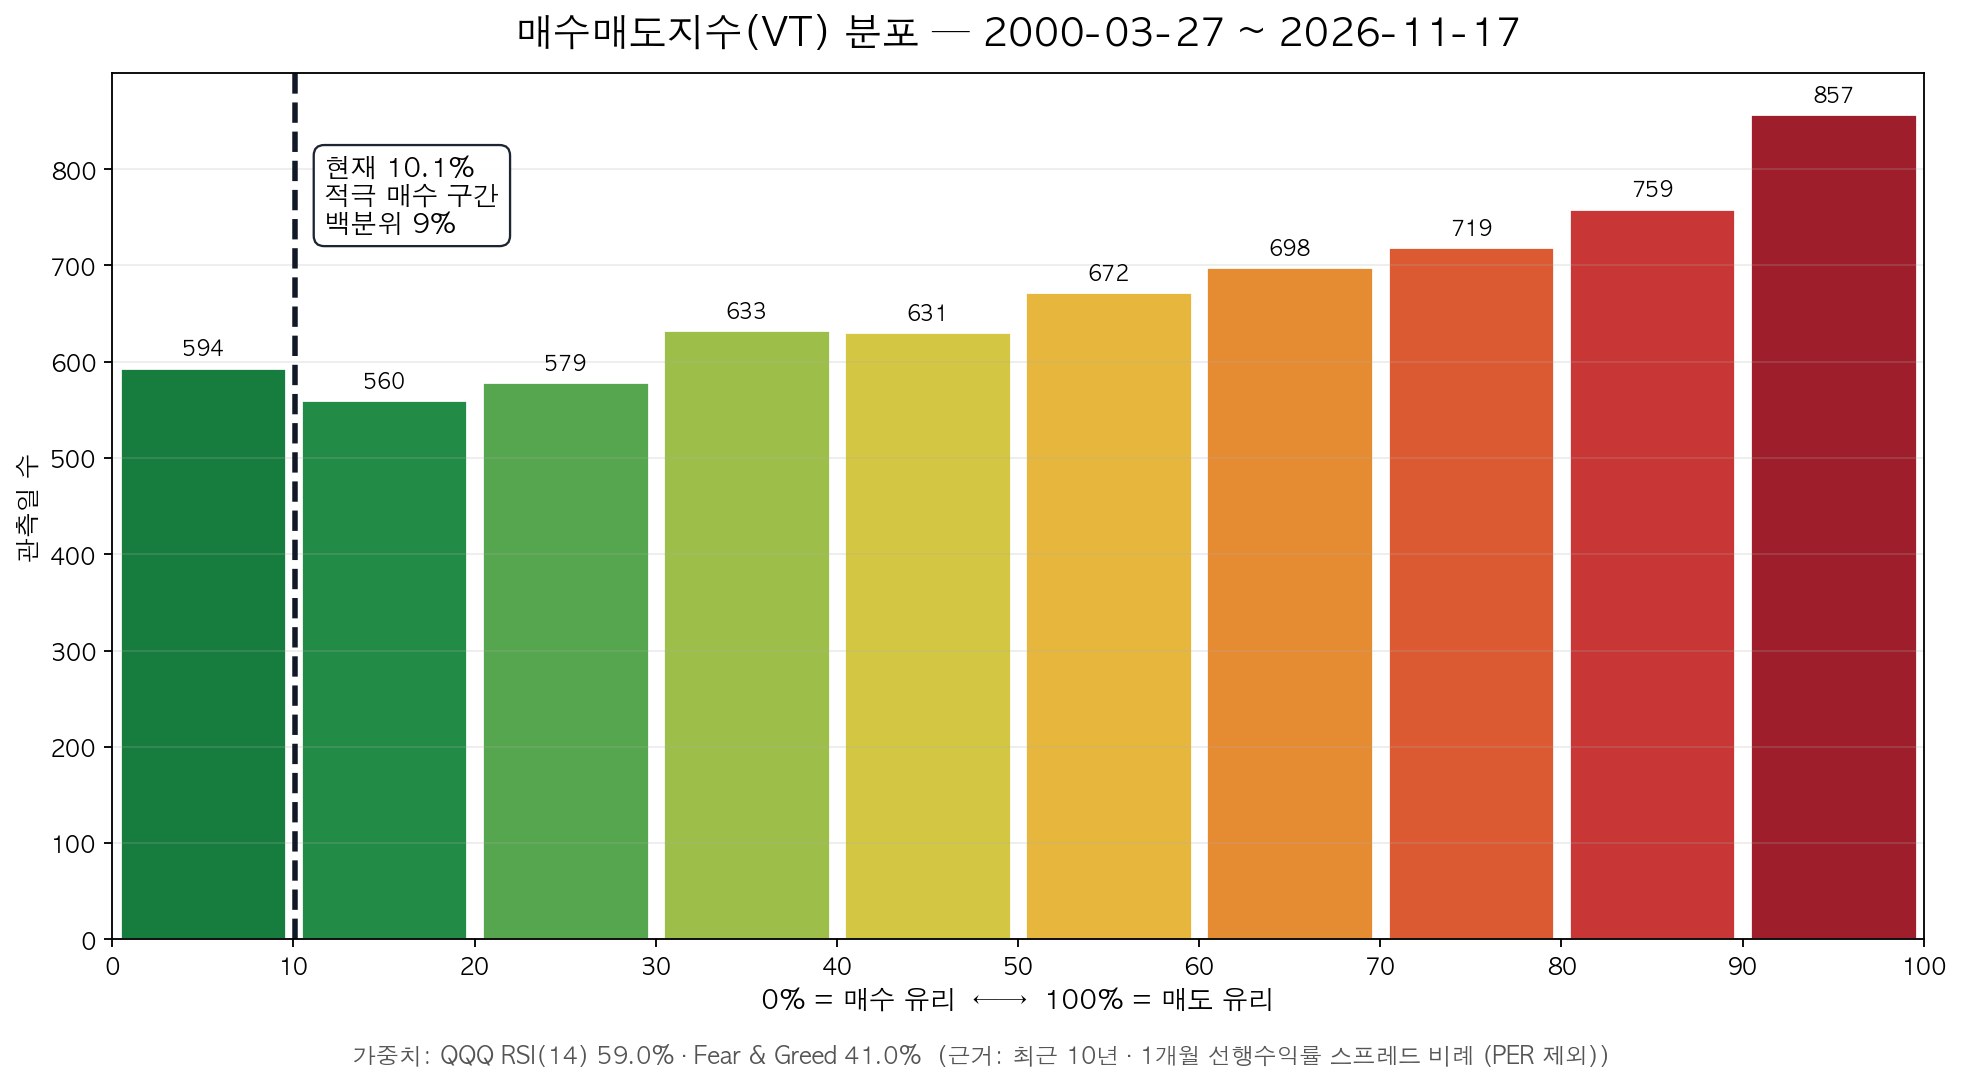 매수매도지수(VT) 분포 — 2000-03-27 ~ 2026-11-17
857
800
현재 10.1%
적극 매수 구간
백분위 9%
759
719
700
698
672
633
631
600
594
579
560
관측일 수
500
400
300
200
100
0
0 10 20 30 40 50 60 70 80 90 100
0% = 매수 유리 ⟷ 100% = 매도 유리
가중치: QQQ RSI(14) 59.0% · Fear & Greed 41.0% (근거: 최근 10년 · 1개월 선행수익률 스프레드 비례 (PER 제외))